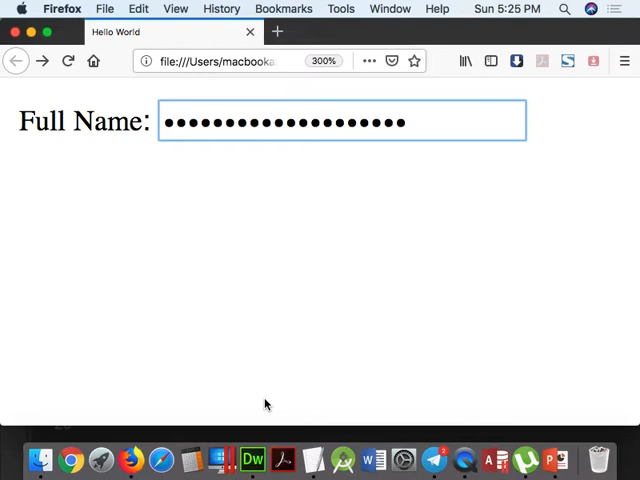 Firefox File Edit View History Bookmarks Tools Window Help Sun 5:25 PM
Hello World
file:///Users/macbooka 300%
Full Name: ••••••••••••••••••••
Dw W A P
2